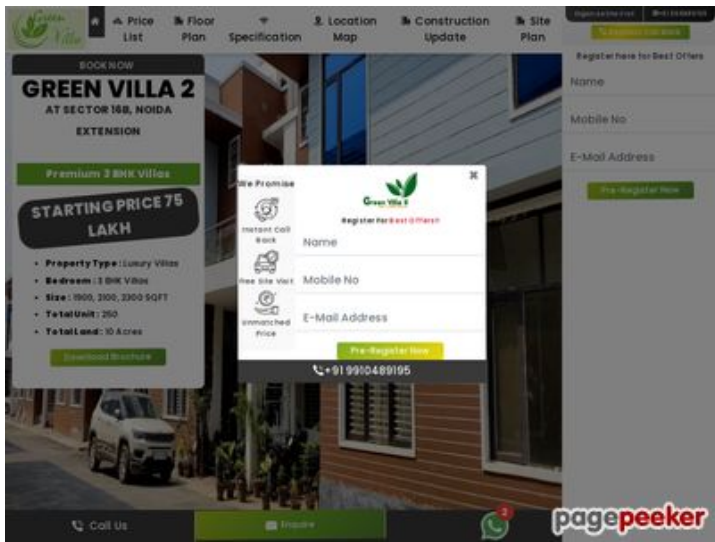 Green
Villa
Price List
Floor Plan
Specification
Location Map
Construction Update
Site Plan
BOOK NOW
GREEN VILLA 2
AT SECTOR 16B, NOIDA
EXTENSION
Premium 3 BHK Villas
STARTING PRICE 75
LAKH
• Property Type : Luxury Villas
• Bedroom : 3 BHK Villas
• Size : 1900, 2100, 2300 SQFT
• Total Unit : 250
• Total Land : 10 Acres
Download Brochure
We Promise
Instant Call
Back
Free Site Visit
Unmatched
Price
Green Villa II
Register for Best Offers!!
Name
Mobile No
E-Mail Address
Pre-Register Now
+91 9910489195
Register here for Best Offers
Name
Mobile No
E-Mail Address
Pre-Register Now
Call Us
Enquire
2
pagepeeker